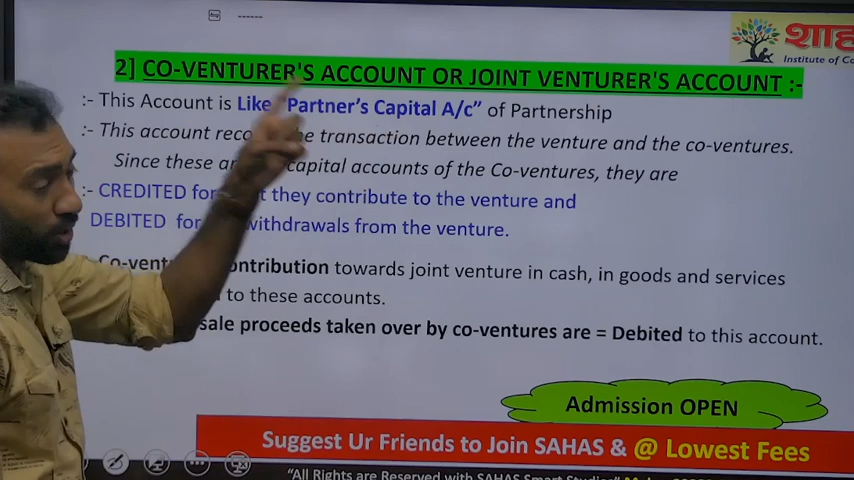 ------
शाह
Institute of Co
2] CO-VENTURER'S ACCOUNT OR JOINT VENTURER'S ACCOUNT :-
:- This Account is Like "Partner's Capital A/c" of Partnership
:- This account reco he transaction between the venture and the co-ventures.
Since these ar capital accounts of the Co-ventures, they are
:- CREDITED for t they contribute to the venture and
DEBITED for withdrawals from the venture.
Co-vent ontribution towards joint venture in cash, in goods and services
to these accounts.
sale proceeds taken over by co-ventures are = Debited to this account.
Admission OPEN
Suggest Ur Friends to Join SAHAS & @ Lowest Fees
"All Rights are Reserved with SAHAS Smart Studies"